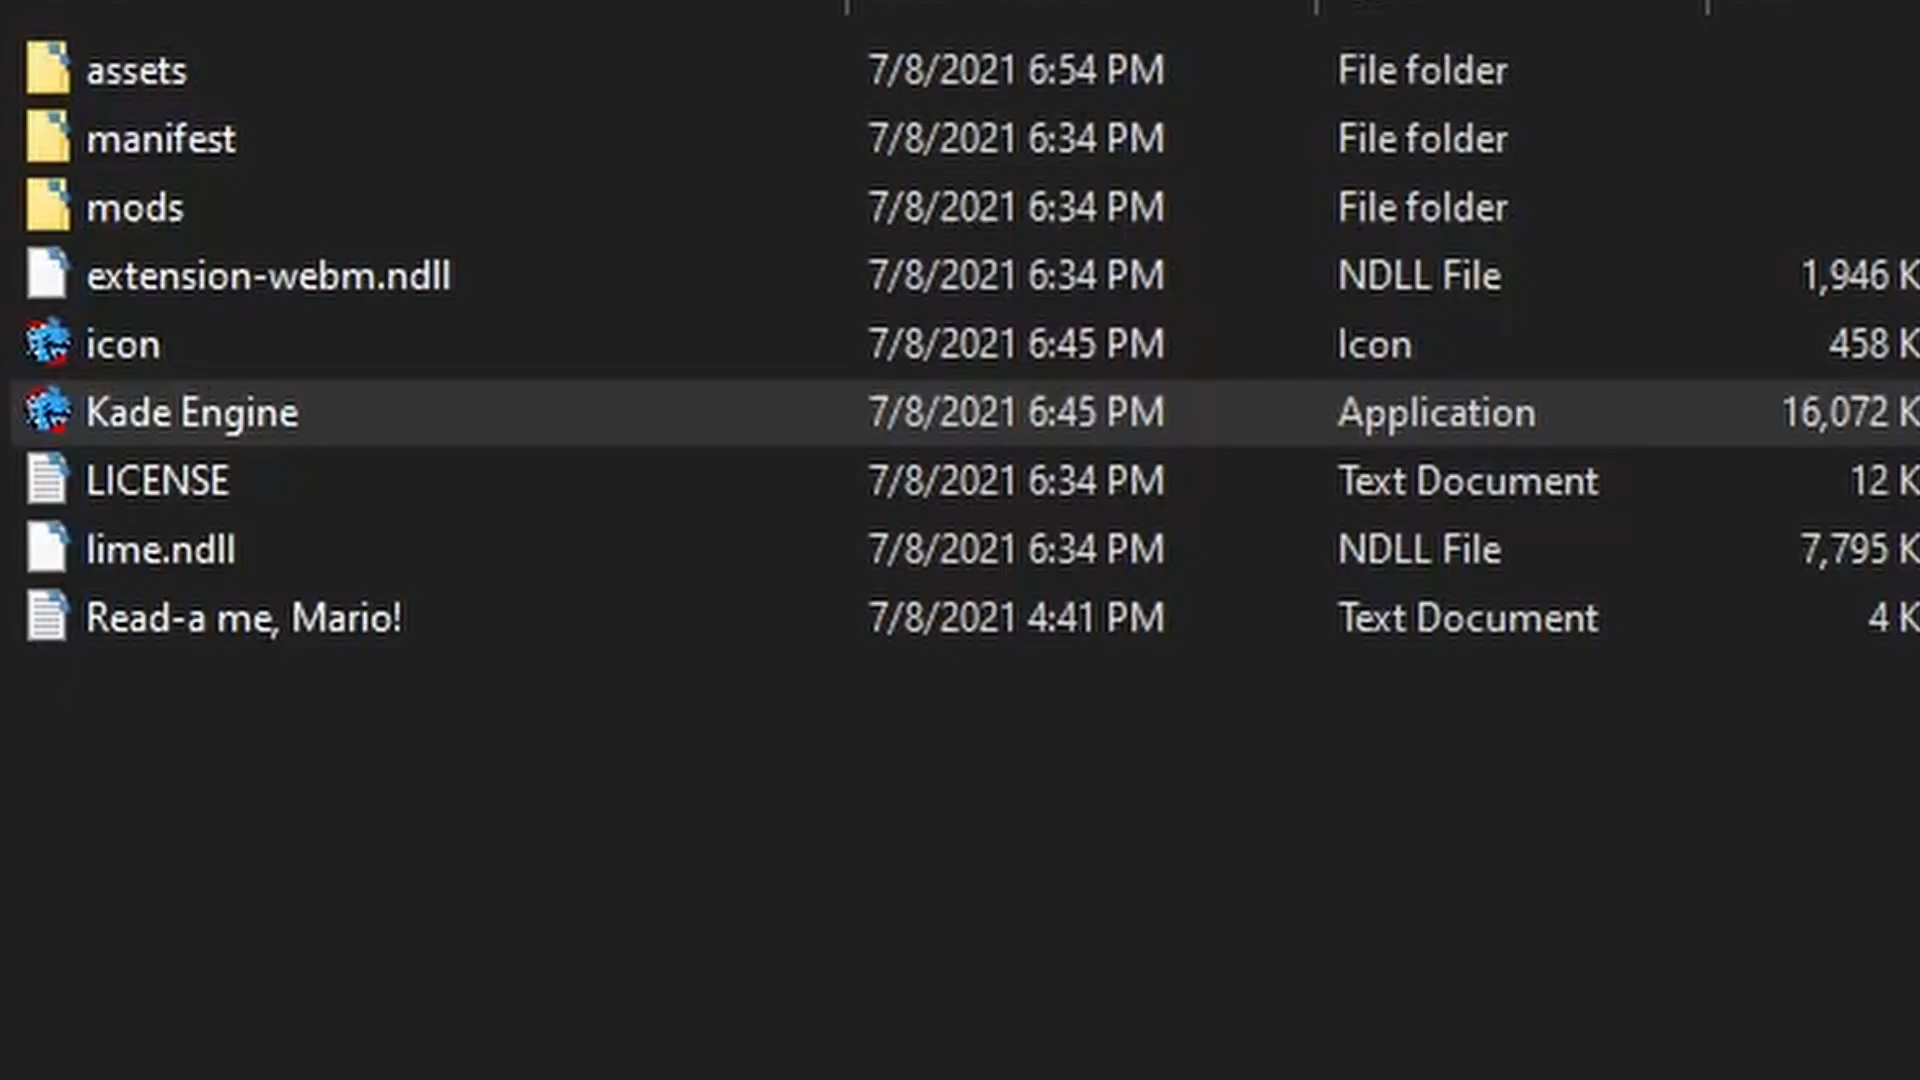 assets 7/8/2021 6:54 PM File folder
manifest 7/8/2021 6:34 PM File folder
mods 7/8/2021 6:34 PM File folder
extension-webm.ndll 7/8/2021 6:34 PM NDLL File 1,946 K
icon 7/8/2021 6:45 PM Icon 458 K
Kade Engine 7/8/2021 6:45 PM Application 16,072 K
LICENSE 7/8/2021 6:34 PM Text Document 12 K
lime.ndll 7/8/2021 6:34 PM NDLL File 7,795 K
Read-a me, Mario! 7/8/2021 4:41 PM Text Document 4 K